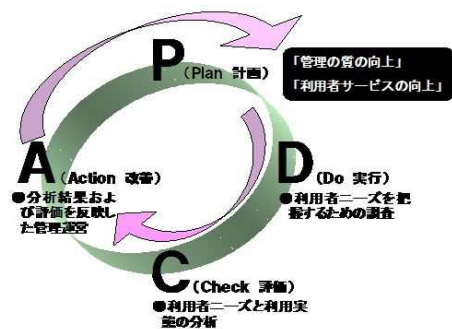 P(Plan 計画)
「管理の質の向上」
「利用者サービスの向上」
A(Action 改善)
●分析結果およ
び評価を反映し
た管理運営
D(Do 実行)
●利用者ニーズを把
握するための調査
C(Check 評価)
●利用者ニーズと利用実
態の分析